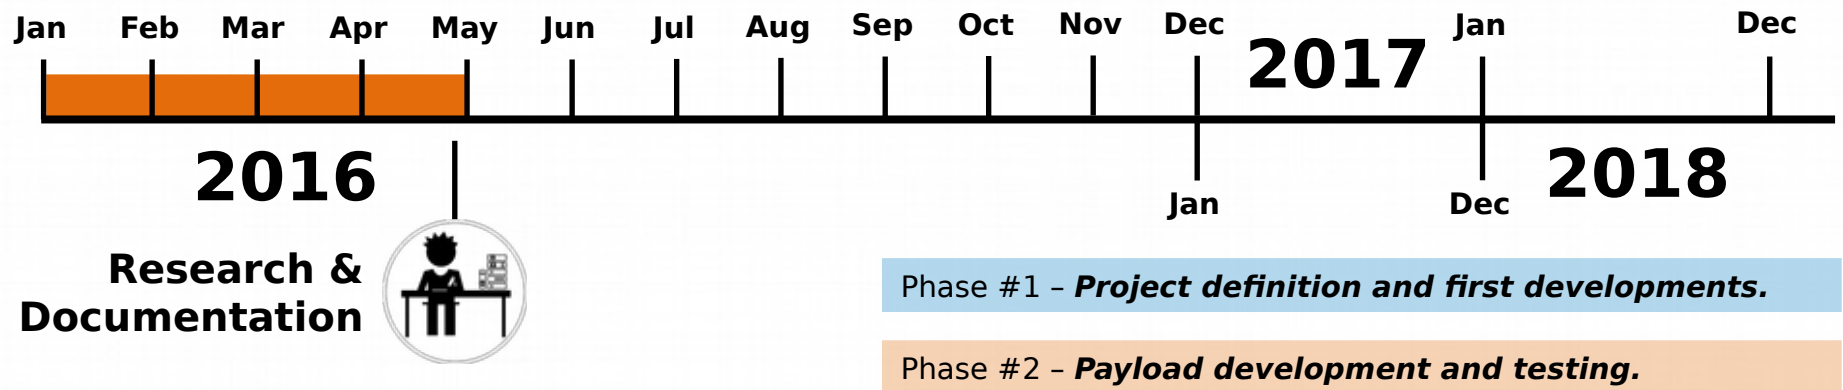 Jan Feb Mar Apr May Jun Jul Aug Sep Oct Nov Dec Jan Dec
2017
2016
2018
Jan Dec
Research &
Documentation
Phase #1 – Project definition and first developments.
Phase #2 – Payload development and testing.